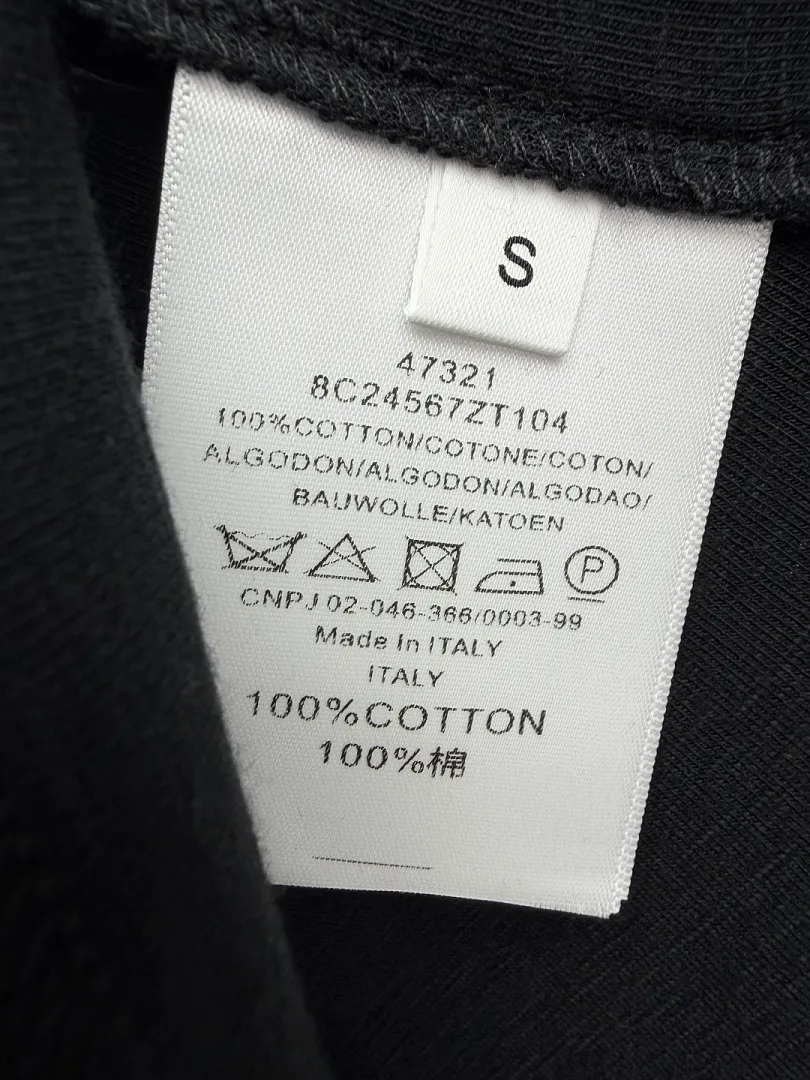 S
47321
8C24567ZT104
100%COTTON/COTONE/COTON/
ALGODON/ALGODON/ALGODAO/
BAUWOLLE/KATOEN
P
CNPJ 02-046-366/0003-99
Made In ITALY
ITALY
100%COTTON
100%棉